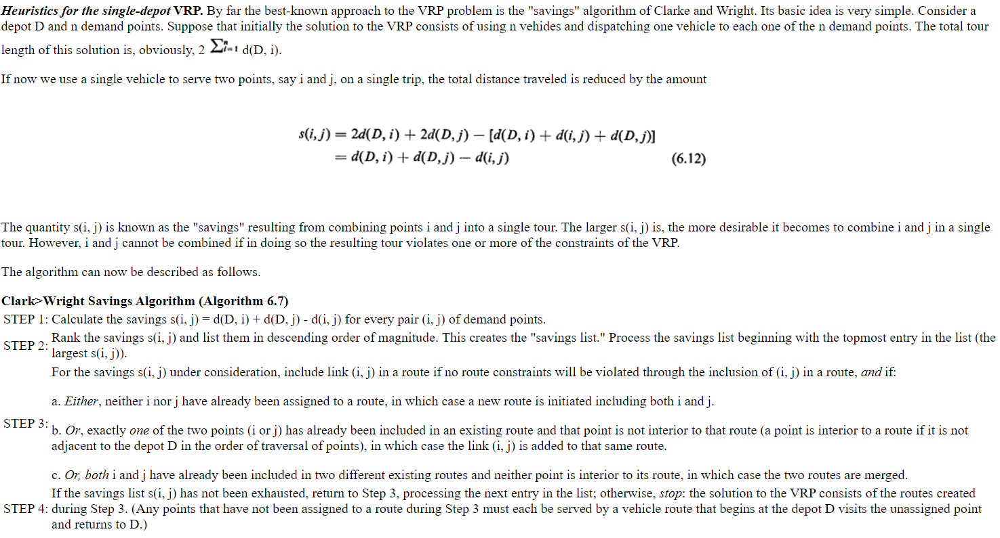 Heuristics for the single-depot VRP. By far the best-known approach to the VRP problem is the "savings" algorithm of Clarke and Wright. Its basic idea is very simple. Consider a
depot D and n demand points. Suppose that initially the solution to the VRP consists of using n vehides and dispatching one vehicle to each one of the n demand points. The total tour
length of this solution is, obviously, 2 Σⁿᵢ₌₁ d(D, i).
If now we use a single vehicle to serve two points, say i and j, on a single trip, the total distance traveled is reduced by the amount
s(i, j) = 2d(D, i) + 2d(D, j) − [d(D, i) + d(i, j) + d(D, j)]
= d(D, i) + d(D, j) − d(i, j) (6.12)
The quantity s(i, j) is known as the "savings" resulting from combining points i and j into a single tour. The larger s(i, j) is, the more desirable it becomes to combine i and j in a single
tour. However, i and j cannot be combined if in doing so the resulting tour violates one or more of the constraints of the VRP.
The algorithm can now be described as follows.
Clark>Wright Savings Algorithm (Algorithm 6.7)
STEP 1: Calculate the savings s(i, j) = d(D, i) + d(D, j) - d(i, j) for every pair (i, j) of demand points.
STEP 2: Rank the savings s(i, j) and list them in descending order of magnitude. This creates the "savings list." Process the savings list beginning with the topmost entry in the list (the
largest s(i, j)).
STEP 3: For the savings s(i, j) under consideration, include link (i, j) in a route if no route constraints will be violated through the inclusion of (i, j) in a route, and if:
a. Either, neither i nor j have already been assigned to a route, in which case a new route is initiated including both i and j.
b. Or, exactly one of the two points (i or j) has already been included in an existing route and that point is not interior to that route (a point is interior to a route if it is not
adjacent to the depot D in the order of traversal of points), in which case the link (i, j) is added to that same route.
c. Or, both i and j have already been included in two different existing routes and neither point is interior to its route, in which case the two routes are merged.
If the savings list s(i, j) has not been exhausted, return to Step 3, processing the next entry in the list; otherwise, stop: the solution to the VRP consists of the routes created
STEP 4: during Step 3. (Any points that have not been assigned to a route during Step 3 must each be served by a vehicle route that begins at the depot D visits the unassigned point
and returns to D.)